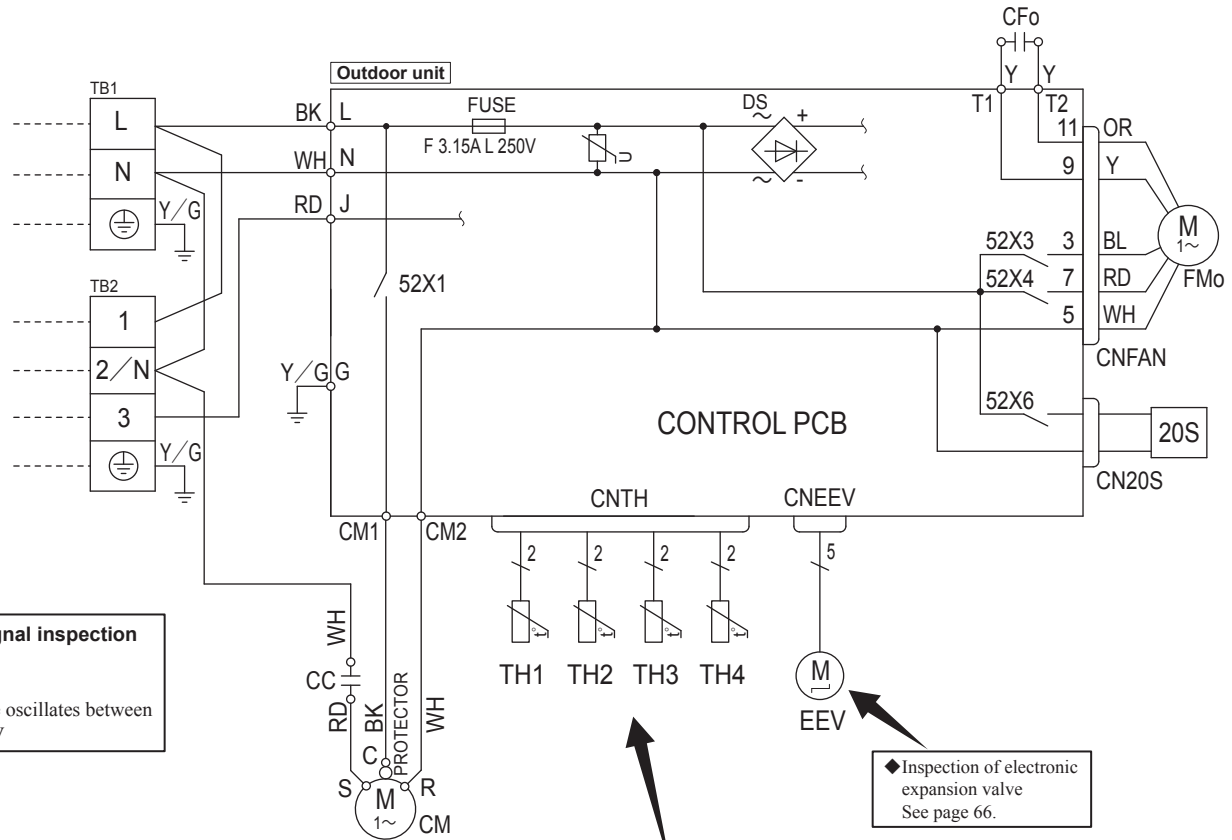 CFo
Outdoor unit
TB1
L
N
Y/G
TB2
1
2/N
3
Y/G
BK
L
WH
N
RD
J
FUSE
F 3.15A L 250V
U
DS
+
~
~
-
Y
Y
T1
T2
11
OR
9
Y
52X3
3
BL
52X4
7
RD
5
WH
M
1~
FMo
CNFAN
52X1
Y/G
G
52X6
CONTROL PCB
20S
CN20S
CM1
CM2
CNTH
CNEEV
2
2
2
2
5
t°
t°
t°
t°
TH1
TH2
TH3
TH4
M
EEV
gnal inspection
oscillates between
WH
CC
RD
BK
PROTECTOR
WH
C
S
R
M
1~
CM
◆Inspection of electronic
expansion valve
See page 66.